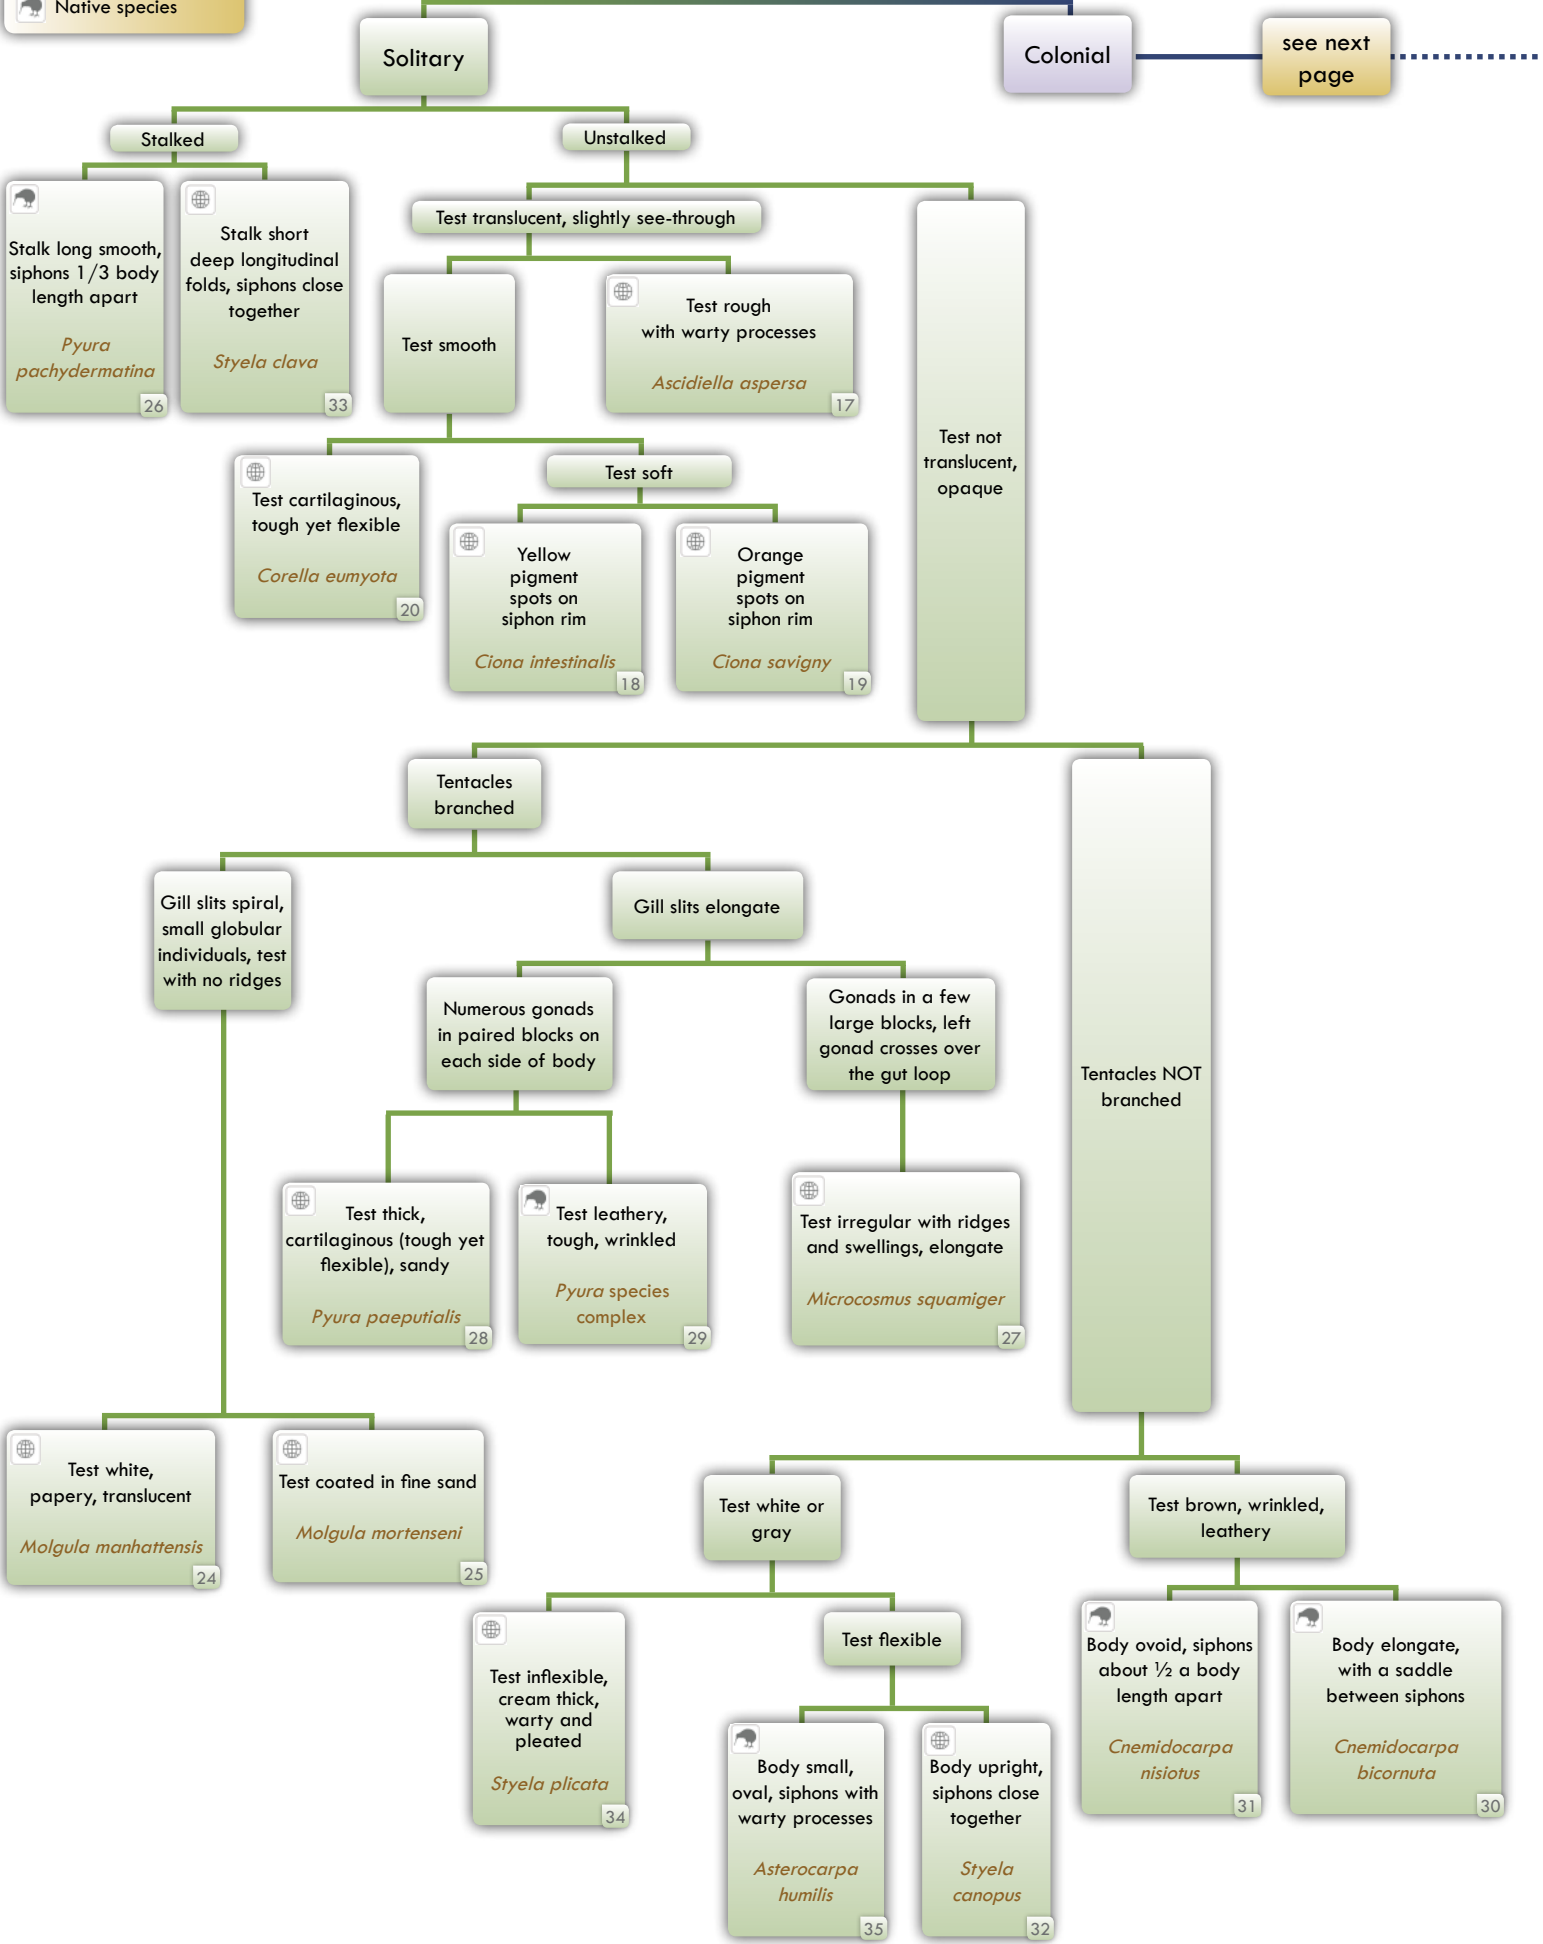 Native species
Solitary
Colonial
see next
page
Stalked
Unstalked
Stalk long smooth,
siphons 1/3 body
length apart
Pyura
pachydermatina
26
Stalk short
deep longitudinal
folds, siphons close
together
Styela clava
33
Test translucent, slightly see-through
Test smooth
Test rough
with warty processes
Ascidiella aspersa
17
Test not
translucent,
opaque
Test cartilaginous,
tough yet flexible
Corella eumyota
20
Test soft
Yellow
pigment
spots on
siphon rim
Ciona intestinalis
18
Orange
pigment
spots on
siphon rim
Ciona savigny
19
Tentacles
branched
Tentacles NOT
branched
Gill slits spiral,
small globular
individuals, test
with no ridges
Gill slits elongate
Numerous gonads
in paired blocks on
each side of body
Gonads in a few
large blocks, left
gonad crosses over
the gut loop
Test thick,
cartilaginous (tough yet
flexible), sandy
Pyura paeputialis
28
Test leathery,
tough, wrinkled
Pyura species
complex
29
Test irregular with ridges
and swellings, elongate
Microcosmus squamiger
27
Test white,
papery, translucent
Molgula manhattensis
24
Test coated in fine sand
Molgula mortenseni
25
Test white or
gray
Test brown, wrinkled,
leathery
Test inflexible,
cream thick,
warty and
pleated
Styela plicata
34
Test flexible
Body small,
oval, siphons with
warty processes
Asterocarpa
humilis
35
Body upright,
siphons close
together
Styela
canopus
32
Body ovoid, siphons
about ½ a body
length apart
Cnemidocarpa
nisiotus
31
Body elongate,
with a saddle
between siphons
Cnemidocarpa
bicornuta
30